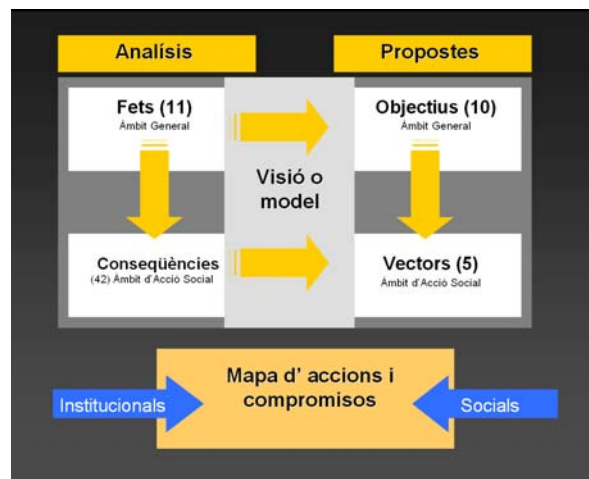 Analísis
Propostes
Fets (11)
Àmbit General
Objectius (10)
Àmbit General
Visió o
model
Conseqüències
(42) Àmbit d'Acció Social
Vectors (5)
Àmbit d'Acció Social
Mapa d' accions i
compromisos
Institucionals
Socials